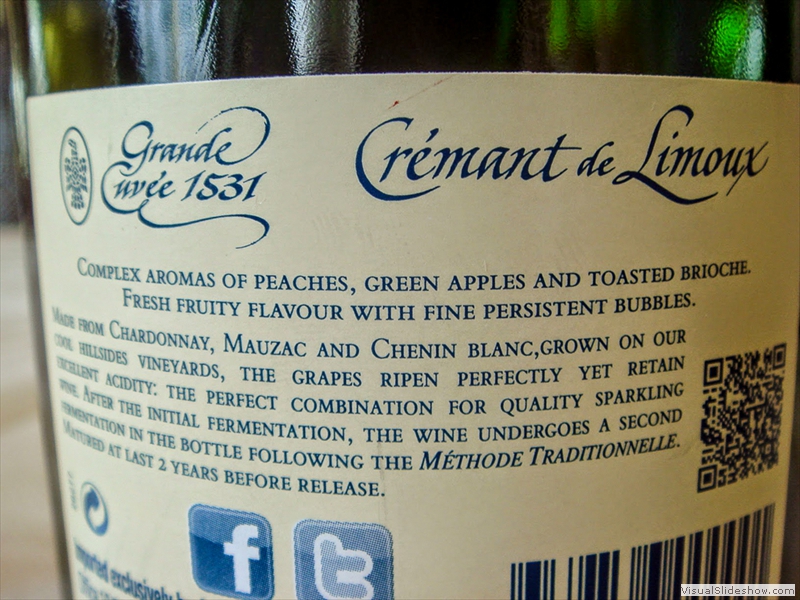 Grande
Cuvée 1531
Crémant de Limoux
COMPLEX AROMAS OF PEACHES, GREEN APPLES AND TOASTED BRIOCHE.
FRESH FRUITY FLAVOUR WITH FINE PERSISTENT BUBBLES.
MADE FROM CHARDONNAY, MAUZAC AND CHENIN BLANC,GROWN ON OUR
COOL HILLSIDES VINEYARDS, THE GRAPES RIPEN PERFECTLY YET RETAIN
EXCELLENT ACIDITY: THE PERFECT COMBINATION FOR QUALITY SPARKLING
WINE. AFTER THE INITIAL FERMENTATION, THE WINE UNDERGOES A SECOND
FERMENTATION IN THE BOTTLE FOLLOWING THE MÉTHODE TRADITIONNELLE.
MATURED AT LAST 2 YEARS BEFORE RELEASE.
f
t
Imported exclusively
VisualSlideshow.com